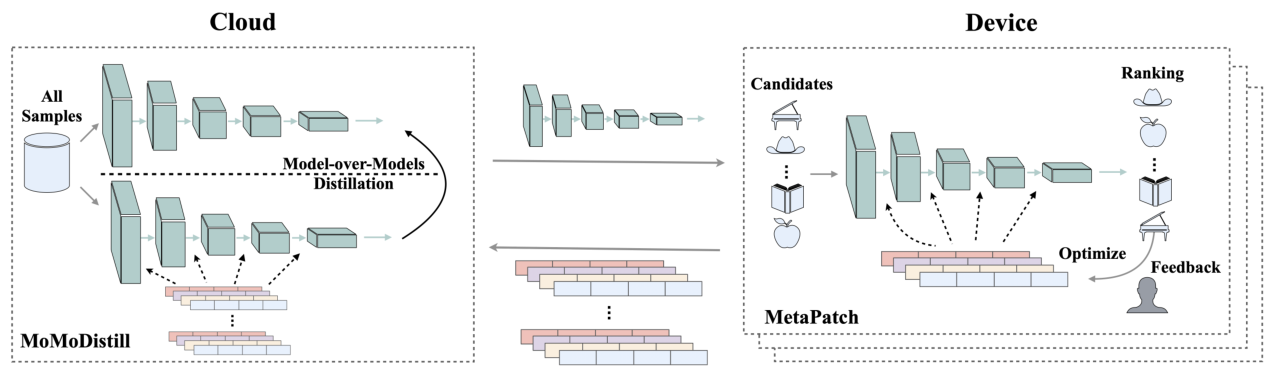 Cloud
Device
All
Samples
Model-over-Models
Distillation
MoMoDistill
Candidates
Ranking
Optimize
Feedback
MetaPatch